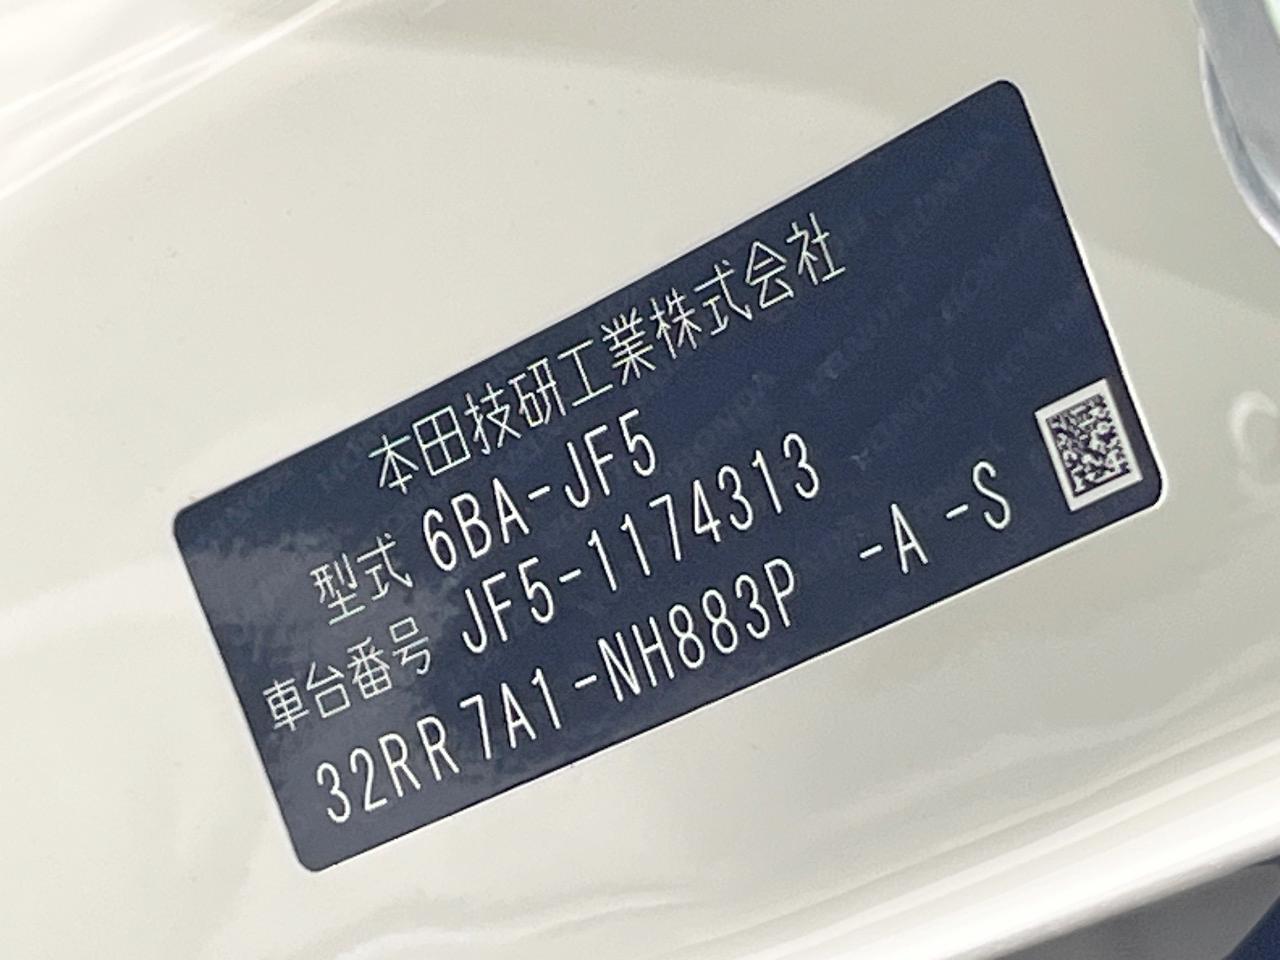 本田技研工業株式会社
型式 6BA-JF5
車台番号 JF5-1174313
32RR7A1-NH883P -A -S